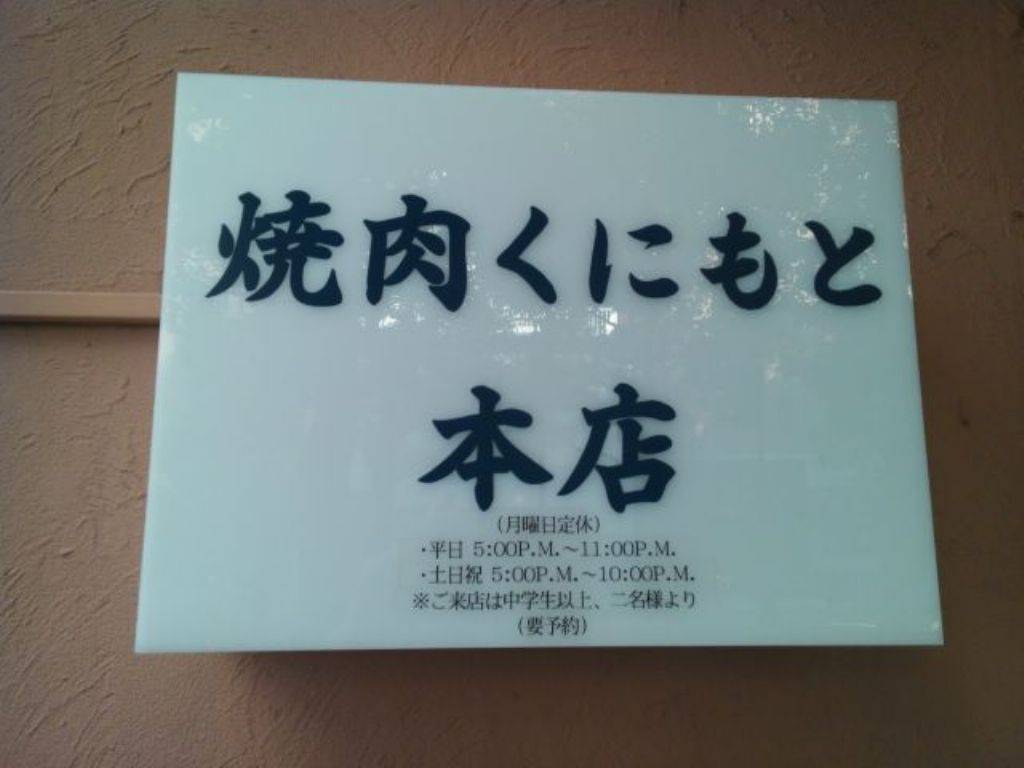 焼肉くにもと
本店
(月曜日定休)
・平日 5:00P.M.～11:00P.M.
・土日祝 5:00P.M.～10:00P.M.
※ご来店は中学生以上、二名様より
(要予約)